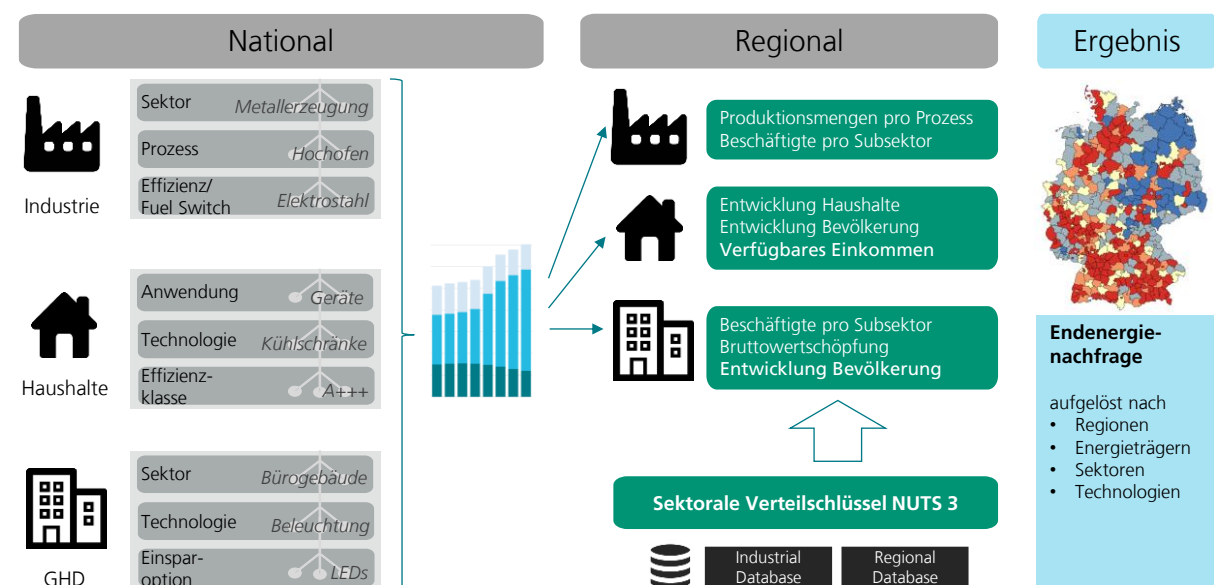 National
Regional
Ergebnis
Sektor Metallerzeugung
Prozess Hochofen
Effizienz/
Fuel Switch Elektrostahl
Industrie
Anwendung Geräte
Technologie Kühlschränke
Effizienz-
klasse A+++
Haushalte
Sektor Bürogebäude
Technologie Beleuchtung
Einspar-
option LEDs
GHD
Produktionsmengen pro Prozess
Beschäftigte pro Subsektor
Entwicklung Haushalte
Entwicklung Bevölkerung
Verfügbares Einkommen
Beschäftigte pro Subsektor
Bruttowertschöpfung
Entwicklung Bevölkerung
Sektorale Verteilschlüssel NUTS 3
Industrial
Database
Regional
Database
Endenergie-
nachfrage
aufgelöst nach
• Regionen
• Energieträgern
• Sektoren
• Technologien